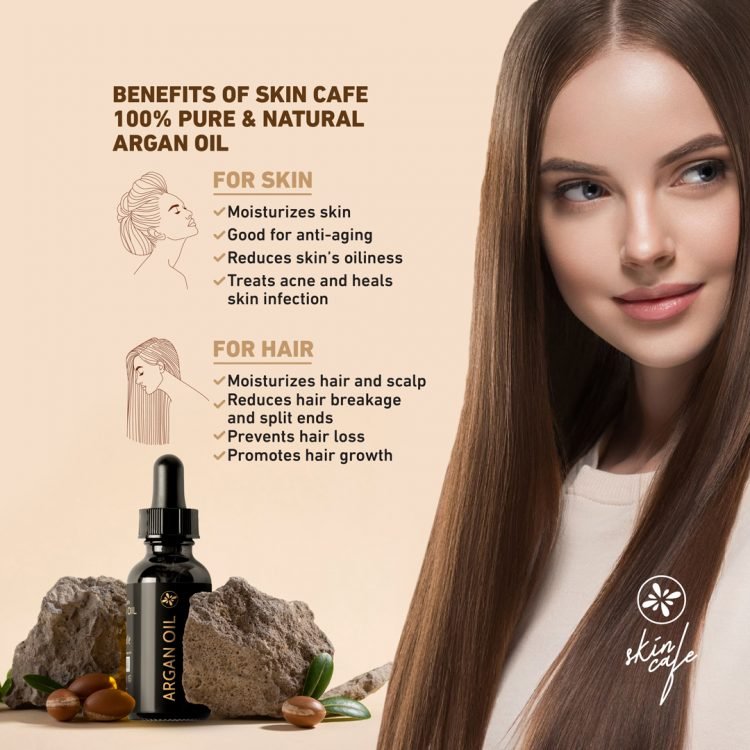 BENEFITS OF SKIN CAFE
100% PURE & NATURAL
ARGAN OIL
FOR SKIN
Moisturizes skin
Good for anti-aging
Reduces skin's oiliness
Treats acne and heals
skin infection
FOR HAIR
Moisturizes hair and scalp
Reduces hair breakage
and split ends
Prevents hair loss
Promotes hair growth
ARGAN OIL
OIL
skin
cafe